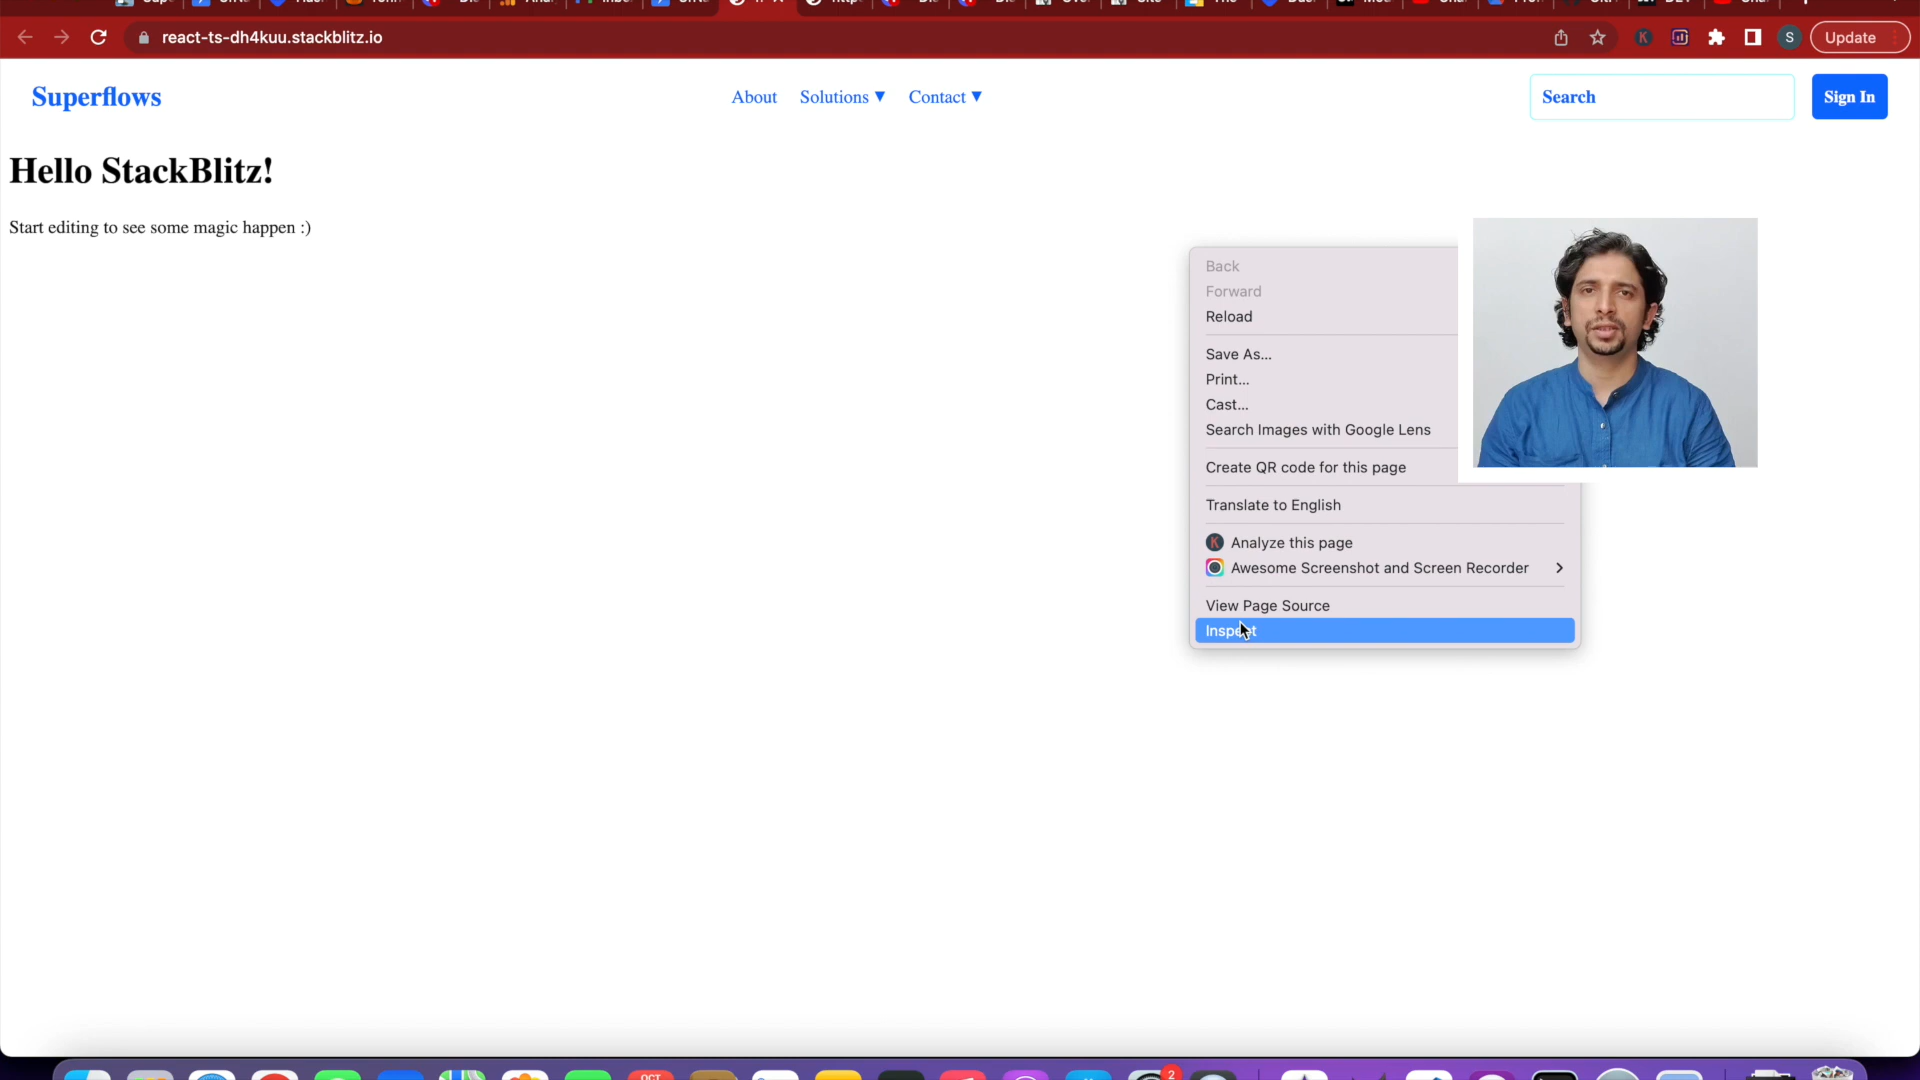 react-ts-dh4kuu.stackblitz.io
S
Update
Superflows
About
Solutions ▼
Contact ▼
Search
Sign In
Hello StackBlitz!
Start editing to see some magic happen :)
Back
Forward
Reload
Save As...
Print...
Cast...
Search Images with Google Lens
Create QR code for this page
Translate to English
K Analyze this page
Awesome Screenshot and Screen Recorder
View Page Source
Inspect
OCT
2